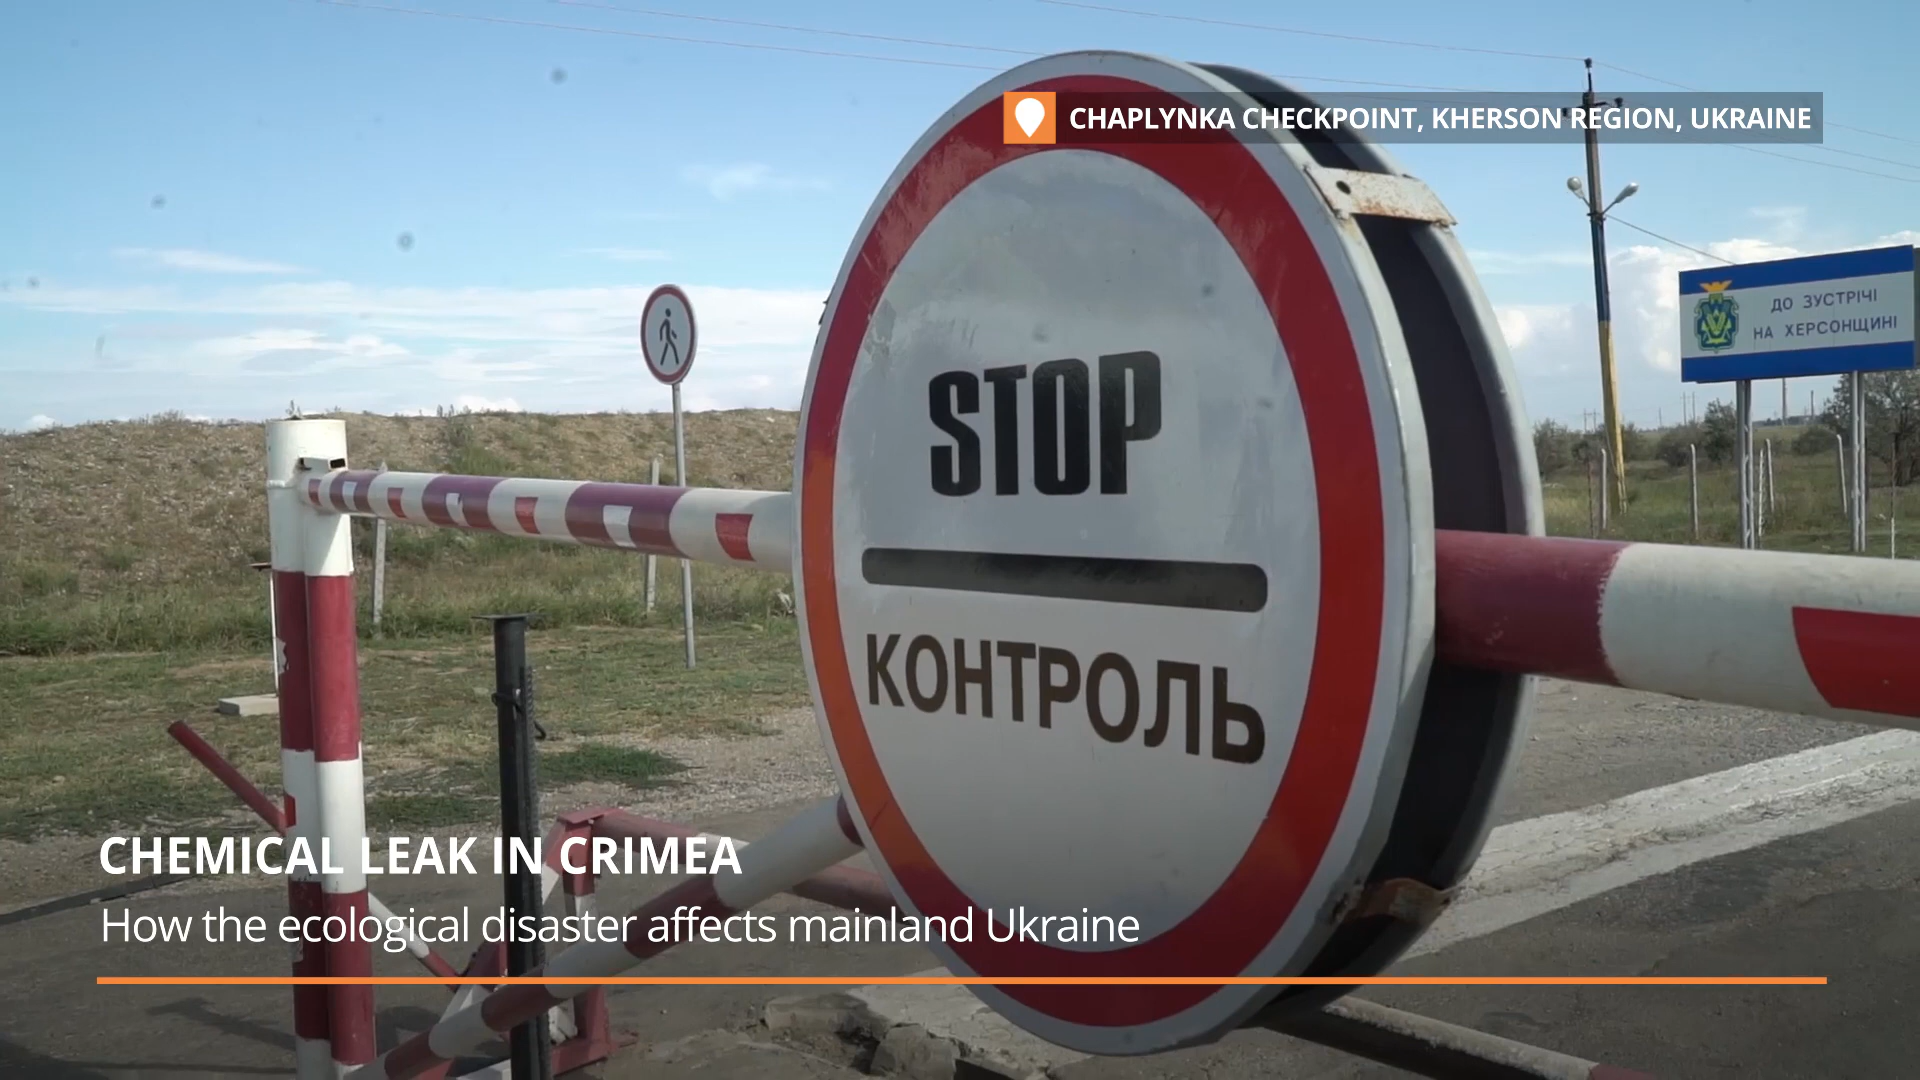 CHAPLYNKA CHECKPOINT, KHERSON REGION, UKRAINE
ДО ЗУСТРІЧІ
НА ХЕРСОНЩИНІ
STOP
КОНТРОЛЬ
CHEMICAL LEAK IN CRIMEA
How the ecological disaster affects mainland Ukraine